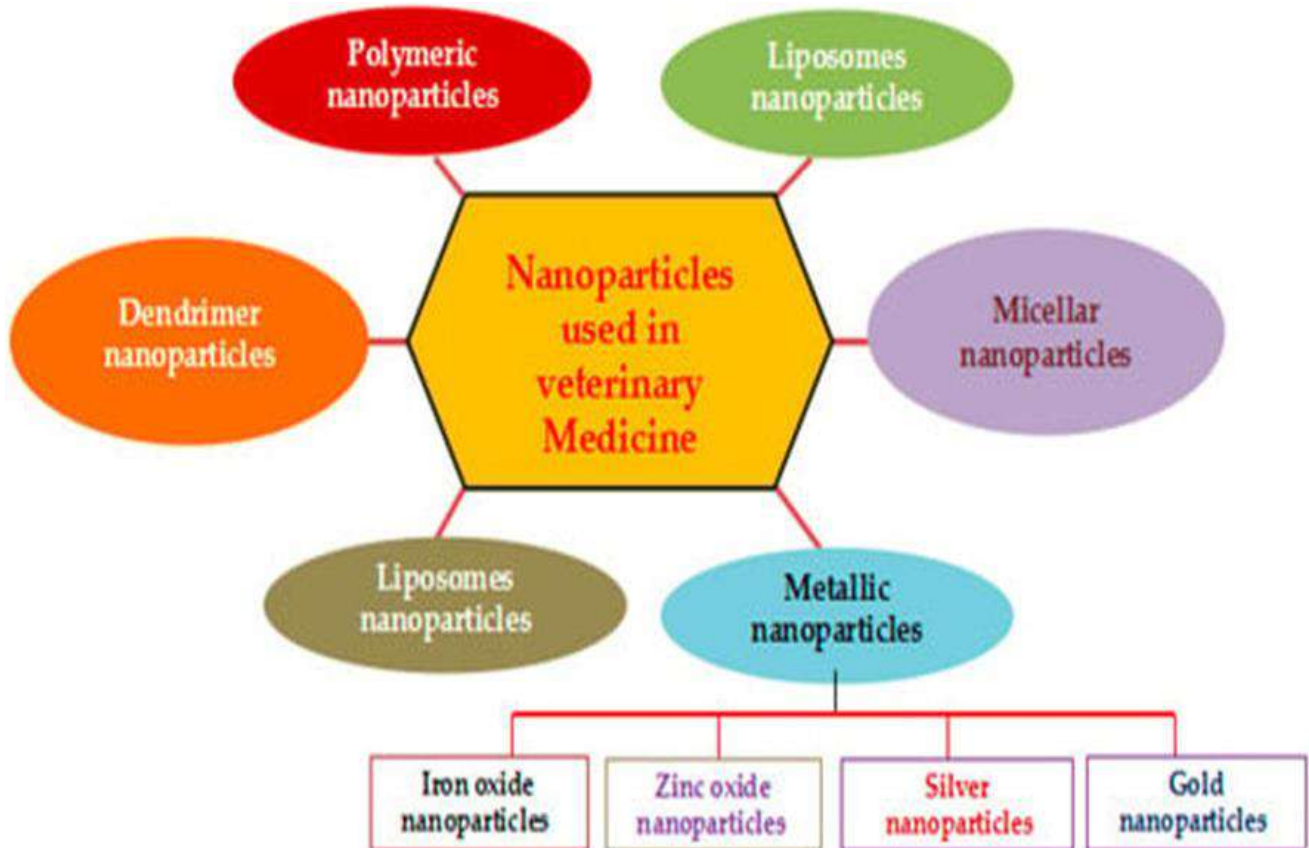 Polymeric
nanoparticles
Liposomes
nanoparticles
Dendrimer
nanoparticles
Nanoparticles
used in
veterinary
Medicine
Micellar
nanoparticles
Liposomes
nanoparticles
Metallic
nanoparticles
Iron oxide
nanoparticles
Zinc oxide
nanoparticles
Silver
nanoparticles
Gold
nanoparticles